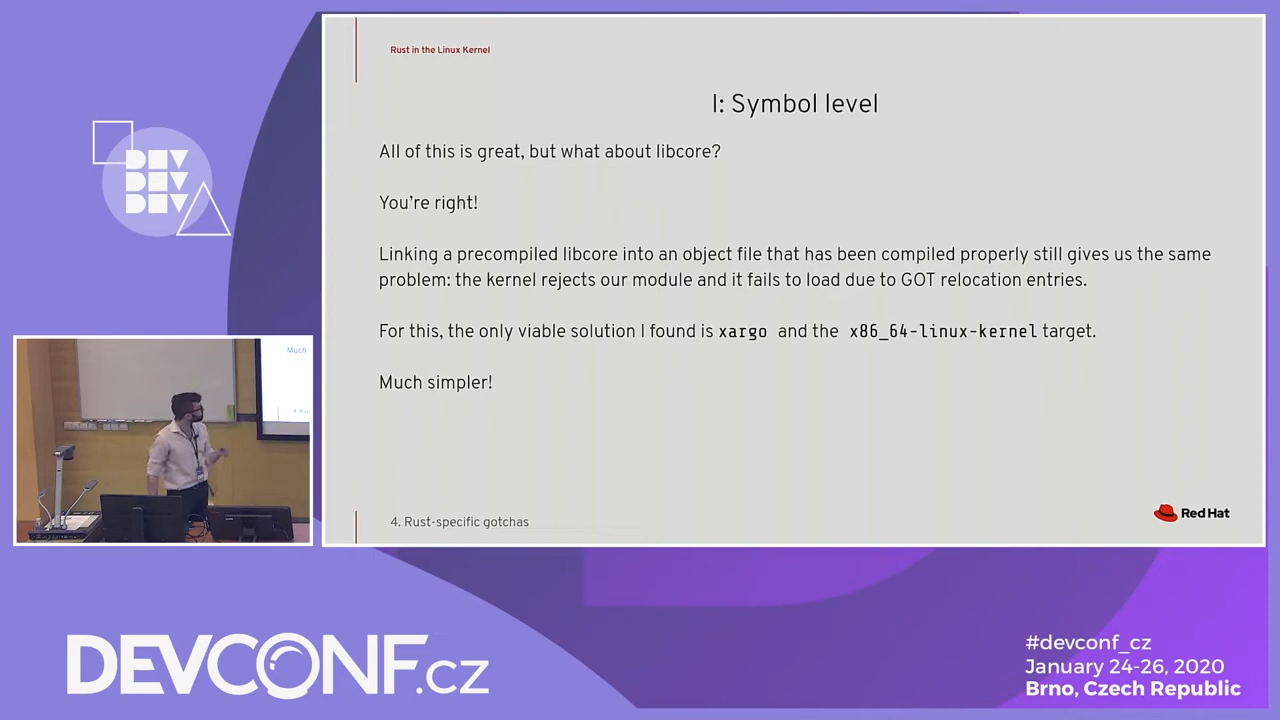 Rust in the Linux Kernel
I: Symbol level
All of this is great, but what about libcore?
You're right!
Linking a precompiled libcore into an object file that has been compiled properly still gives us the same
problem: the kernel rejects our module and it fails to load due to GOT relocation entries.
For this, the only viable solution I found is xargo and the x86_64-linux-kernel target.
Much simpler!
4. Rust-specific gotchas
Red Hat
DEV
DEV
DEV
Much
DEVCONF.cz
#devconf_cz
January 24-26, 2020
Brno, Czech Republic